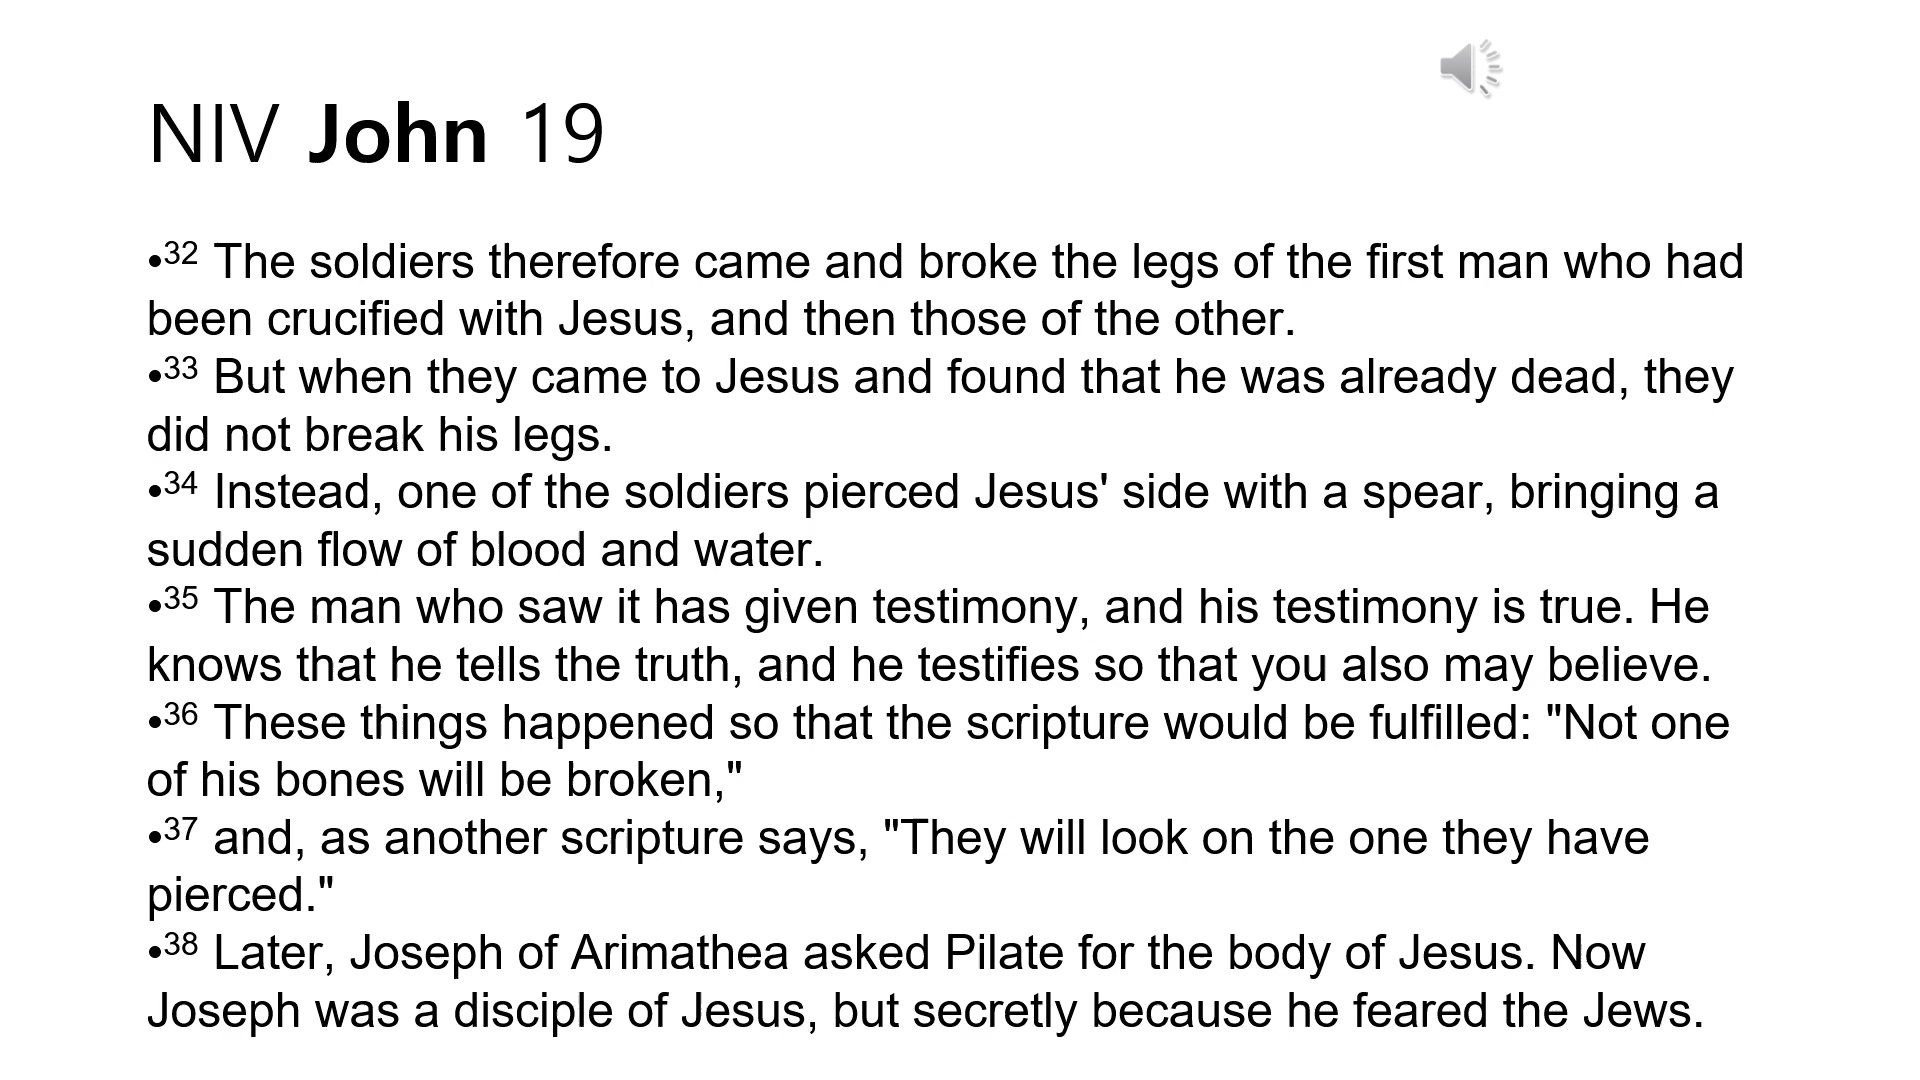 NIV John 19
•32 The soldiers therefore came and broke the legs of the first man who had
been crucified with Jesus, and then those of the other.
•33 But when they came to Jesus and found that he was already dead, they
did not break his legs.
•34 Instead, one of the soldiers pierced Jesus' side with a spear, bringing a
sudden flow of blood and water.
•35 The man who saw it has given testimony, and his testimony is true. He
knows that he tells the truth, and he testifies so that you also may believe.
•36 These things happened so that the scripture would be fulfilled: "Not one
of his bones will be broken,"
•37 and, as another scripture says, "They will look on the one they have
pierced."
•38 Later, Joseph of Arimathea asked Pilate for the body of Jesus. Now
Joseph was a disciple of Jesus, but secretly because he feared the Jews.